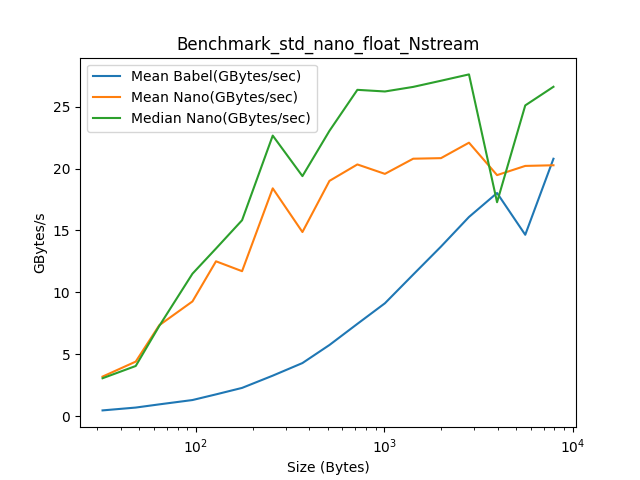 Benchmark_std_nano_float_Nstream
Mean Babel(GBytes/sec)
Mean Nano(GBytes/sec)
Median Nano(GBytes/sec)
GBytes/s
25
20
15
10
5
0
10²
10³
10⁴
Size (Bytes)